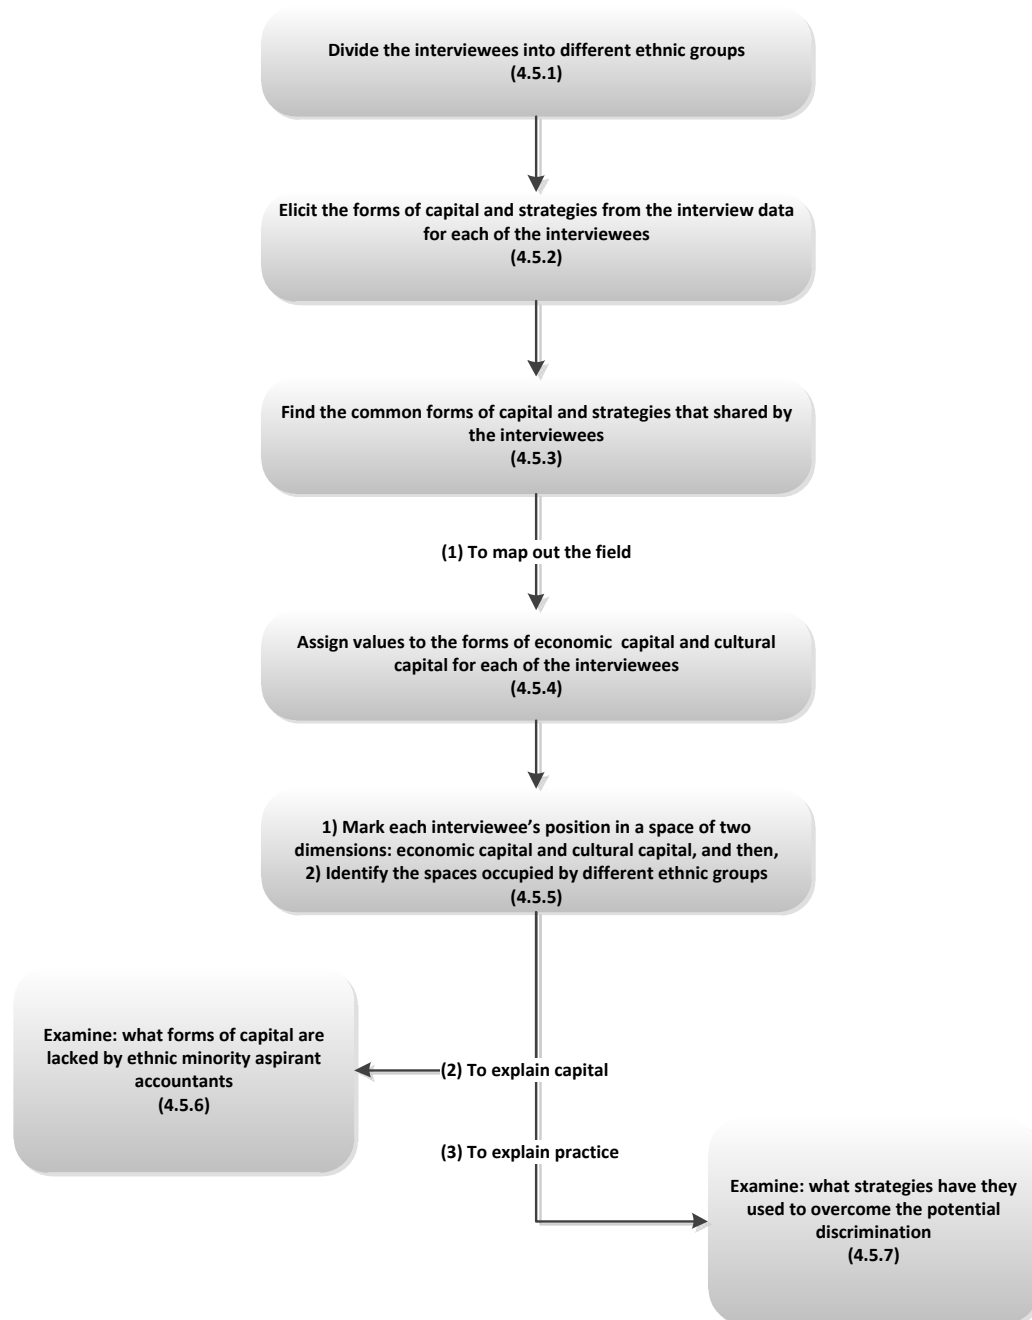 Divide the interviewees into different ethnic groups
(4.5.1)
Elicit the forms of capital and strategies from the interview data
for each of the interviewees
(4.5.2)
Find the common forms of capital and strategies that shared by
the interviewees
(4.5.3)
(1) To map out the field
Assign values to the forms of economic  capital and cultural
capital for each of the interviewees
(4.5.4)
1) Mark each interviewee’s position in a space of two
dimensions: economic capital and cultural capital, and then,
2) Identify the spaces occupied by different ethnic groups
(4.5.5)
Examine: what forms of capital are
lacked by ethnic minority aspirant
accountants
(4.5.6)
(2) To explain capital
(3) To explain practice
Examine: what strategies have they
used to overcome the potential
discrimination
(4.5.7)